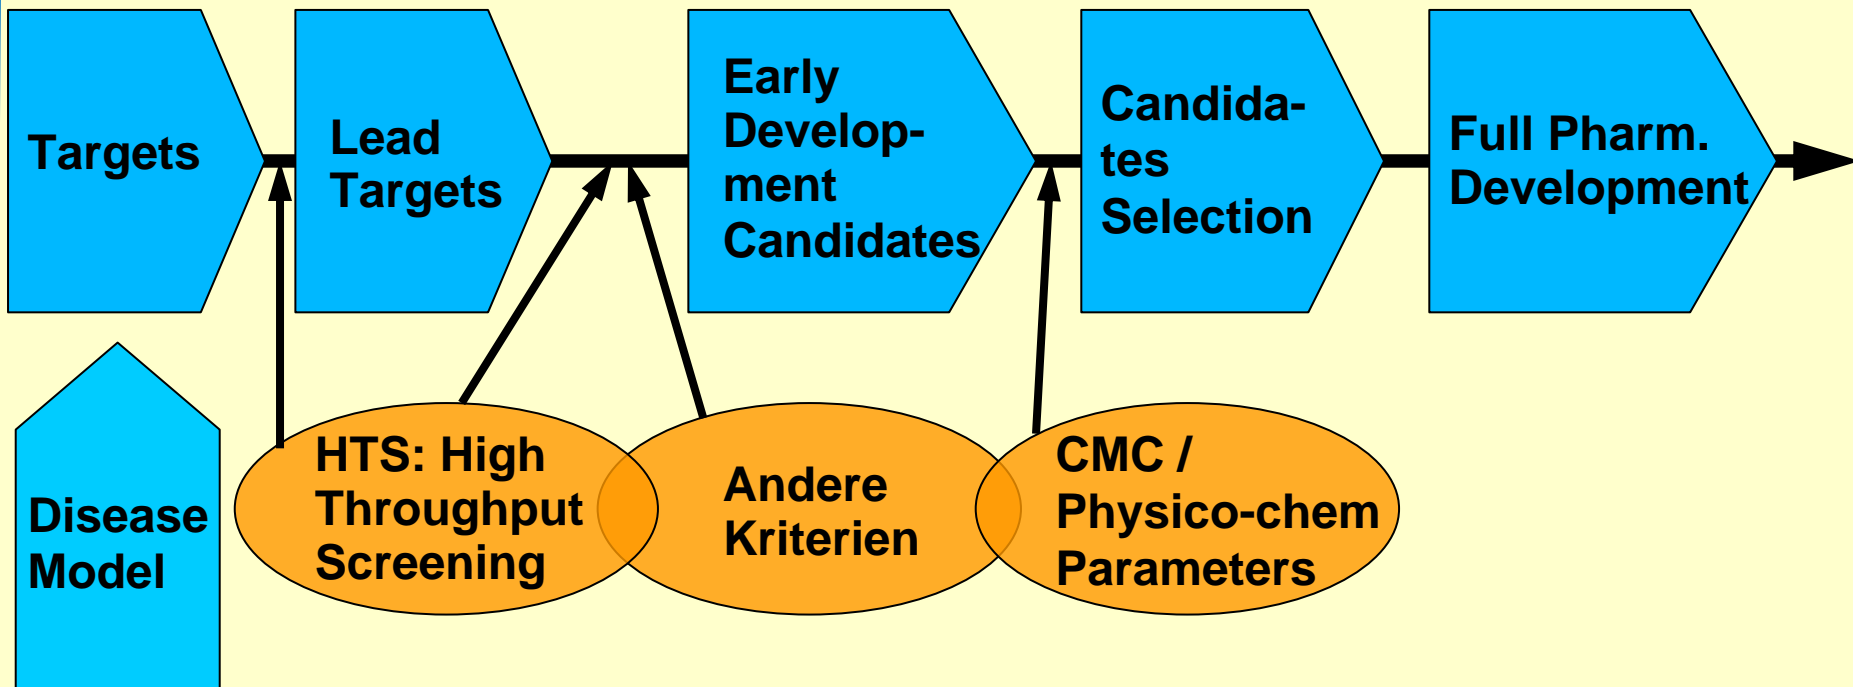 Targets
Lead
Targets
Early
Develop-
ment
Candidates
Candida-
tes
Selection
Full Pharm.
Development
Disease
Model
HTS: High
Throughput
Screening
Andere
Kriterien
CMC /
Physico-chem
Parameters